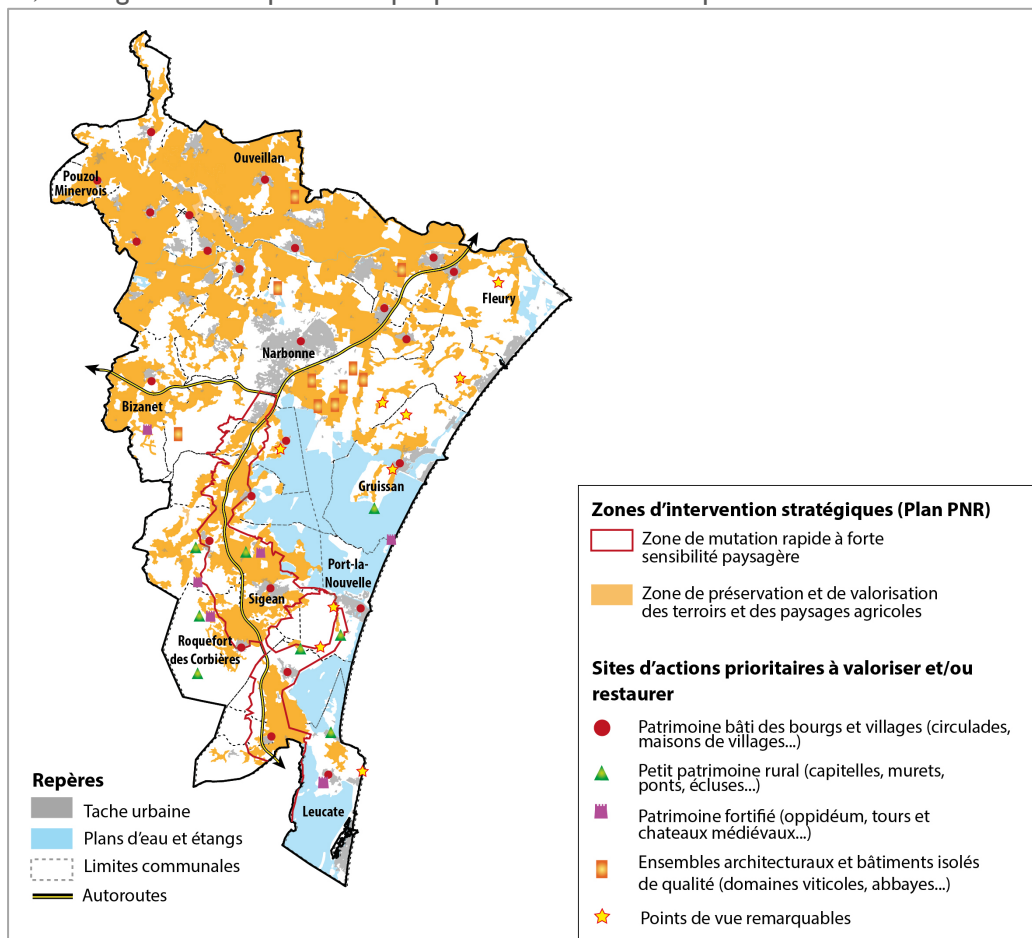 Ouveillan
Pouzol
Minervois
Fleury
Narbonne
Bizanet
Gruissan
Port-la-
Nouvelle
Sigean
Roquefort
des Corbières
Leucate
Repères
Tache urbaine
Plans d'eau et étangs
Limites communales
Autoroutes
Zones d'intervention stratégiques (Plan PNR)
Zone de mutation rapide à forte
sensibilité paysagère
Zone de préservation et de valorisation
des terroirs et des paysages agricoles
Sites d'actions prioritaires à valoriser et/ou
restaurer
Patrimoine bâti des bourgs et villages (circulades,
maisons de villages...)
Petit patrimoine rural (capitelles, murets,
ponts, écluses...)
Patrimoine fortifié (oppidéum, tours et
chateaux médiévaux...)
Ensembles architecturaux et bâtiments isolés
de qualité (domaines viticoles, abbayes...)
Points de vue remarquables